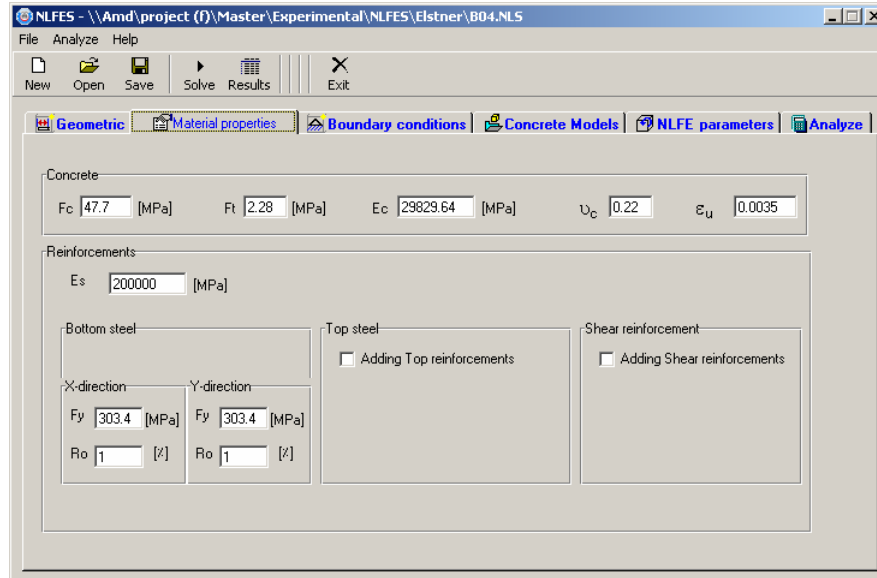 NLFES - \\Amd\project (f)\Master\Experimental\NLFES\Elstner\B04.NLS
File Analyze Help
New Open Save Solve Results Exit
Geometric Material properties Boundary conditions Concrete Models NLFE parameters Analyze
Concrete
Fc 47.7 [MPa] Ft 2.28 [MPa] Ec 29829.64 [MPa] υc 0.22 εu 0.0035
Reinforcements
Es 200000 [MPa]
Bottom steel Top steel Shear reinforcement
Adding Top reinforcements Adding Shear reinforcements
X-direction Y-direction
Fy 303.4 [MPa] Fy 303.4 [MPa]
Ro 1 [%] Ro 1 [%]